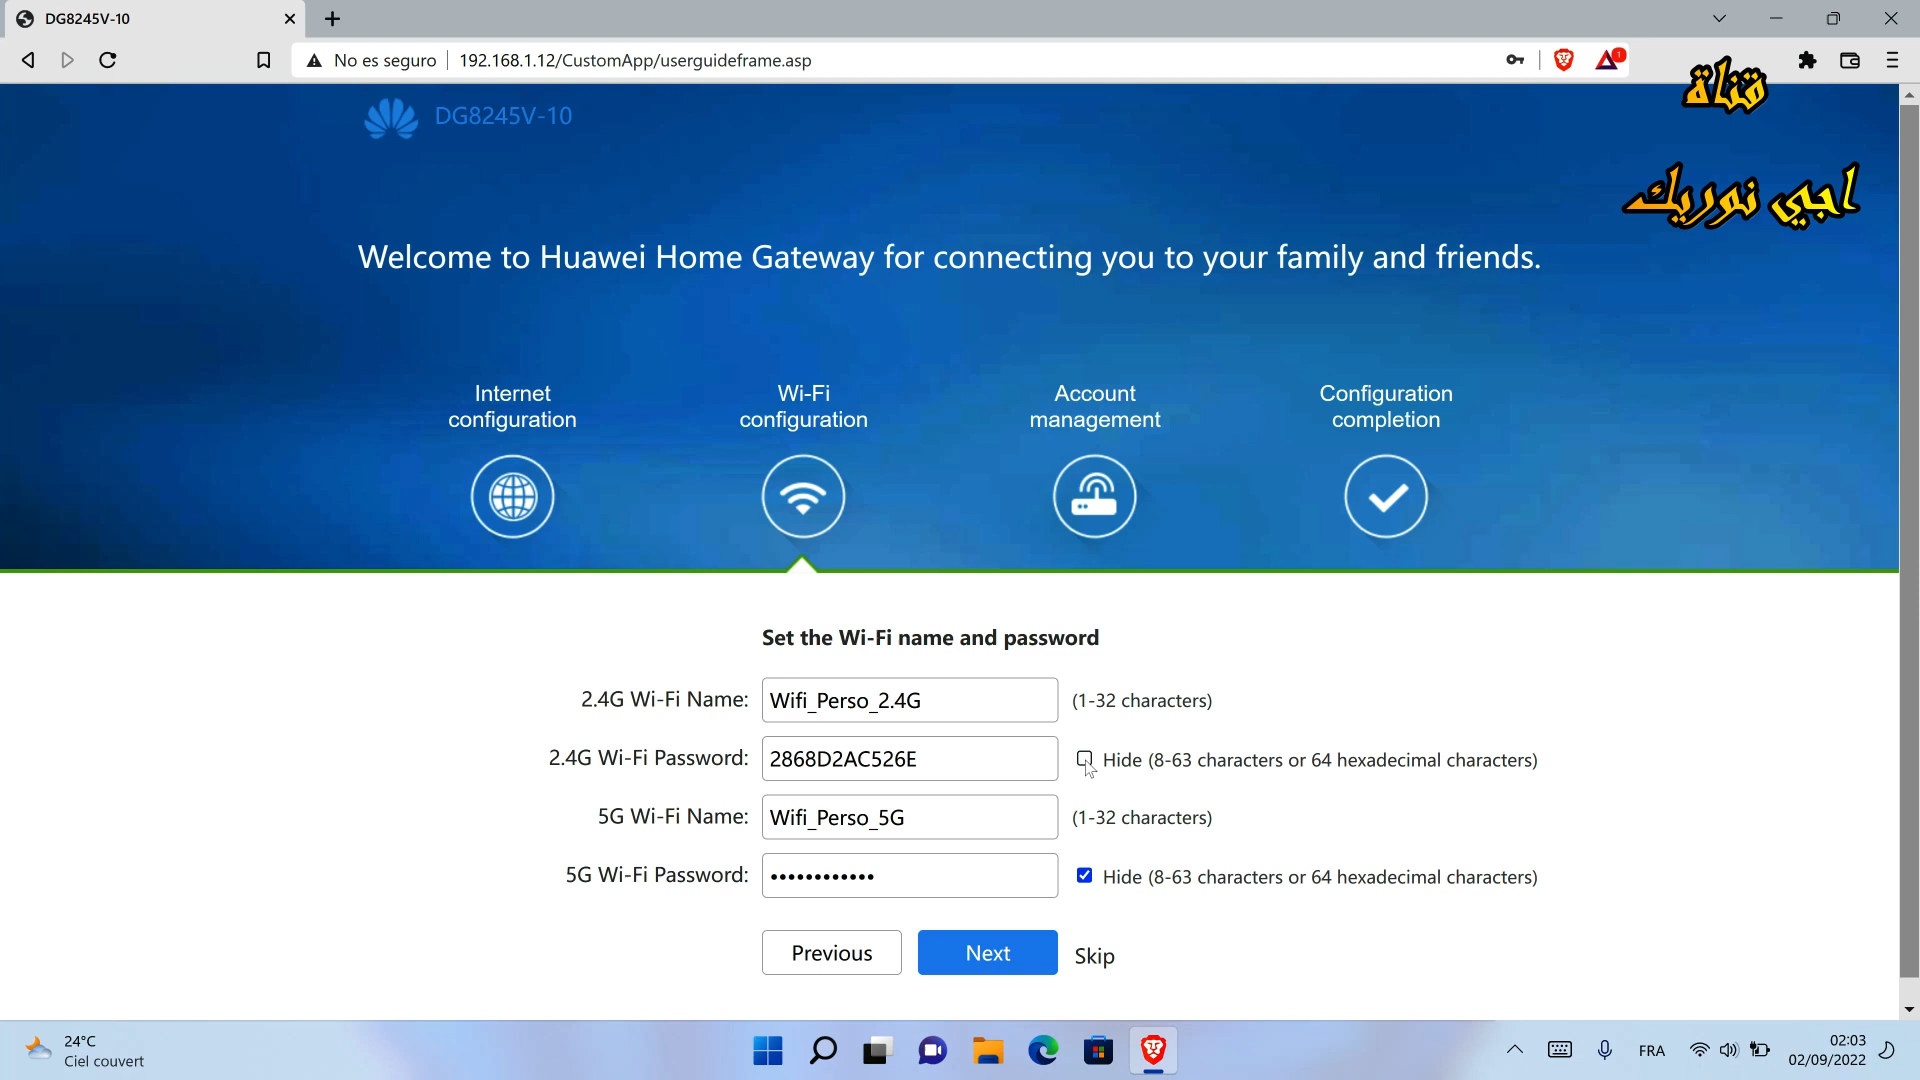 DG8245V-10
No es seguro
192.168.1.12/CustomApp/userguideframe.asp
1
قناة
اجي نوريك
DG8245V-10
Welcome to Huawei Home Gateway for connecting you to your family and friends.
Internet
configuration
Wi-Fi
configuration
Account
management
Configuration
completion
Set the Wi-Fi name and password
2.4G Wi-Fi Name: Wifi_Perso_2.4G (1-32 characters)
2.4G Wi-Fi Password: 2868D2AC526E Hide (8-63 characters or 64 hexadecimal characters)
5G Wi-Fi Name: Wifi_Perso_5G (1-32 characters)
5G Wi-Fi Password: •••••••••••• Hide (8-63 characters or 64 hexadecimal characters)
Previous Next Skip
24°C
Ciel couvert
FRA
02:03
02/09/2022